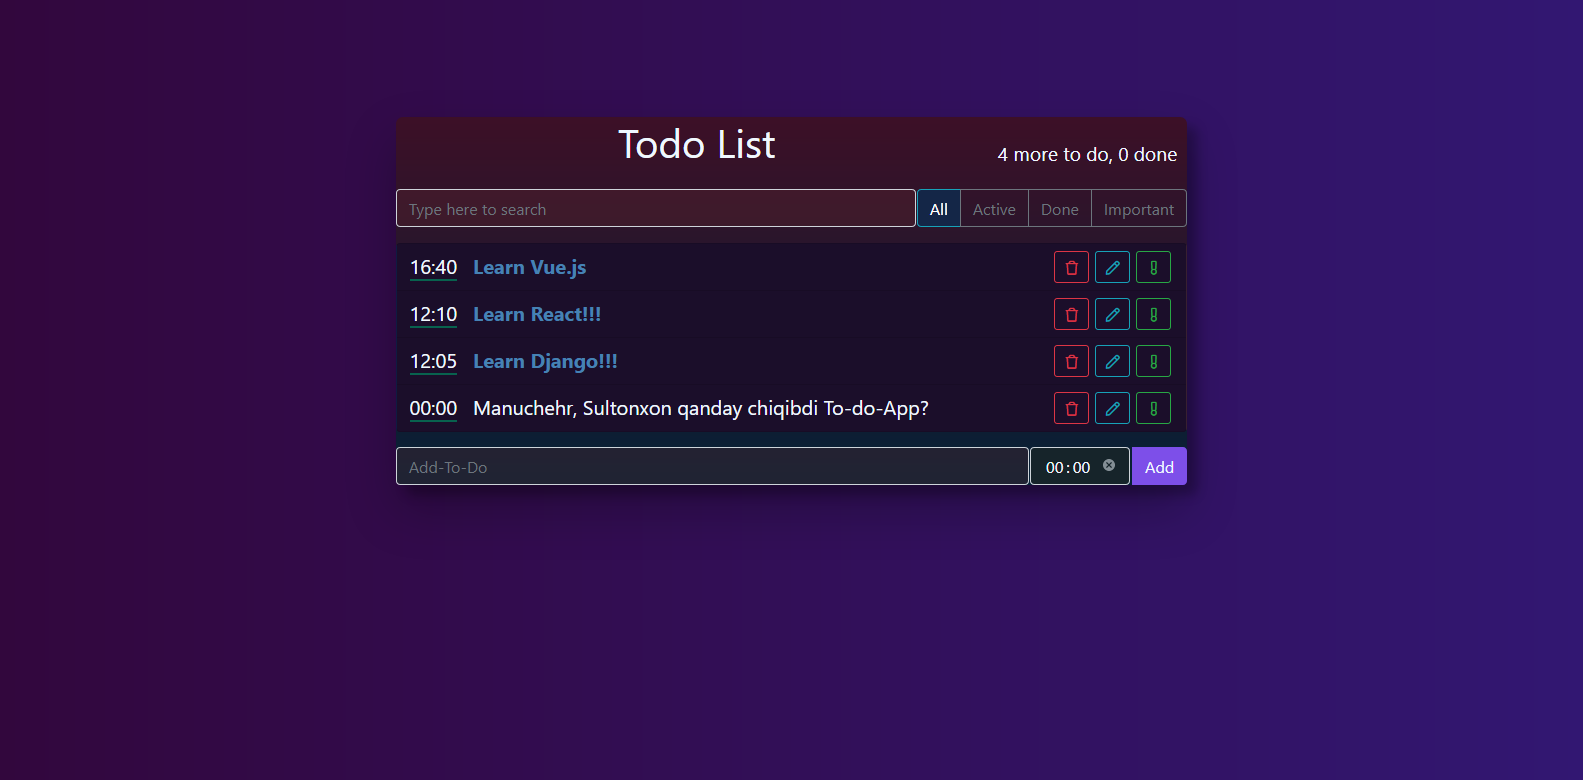 Todo List
4 more to do, 0 done
Type here to search
All Active Done Important
16:40 Learn Vue.js
12:10 Learn React!!!
12:05 Learn Django!!!
00:00 Manuchehr, Sultonxon qanday chiqibdi To-do-App?
Add-To-Do 00:00 Add